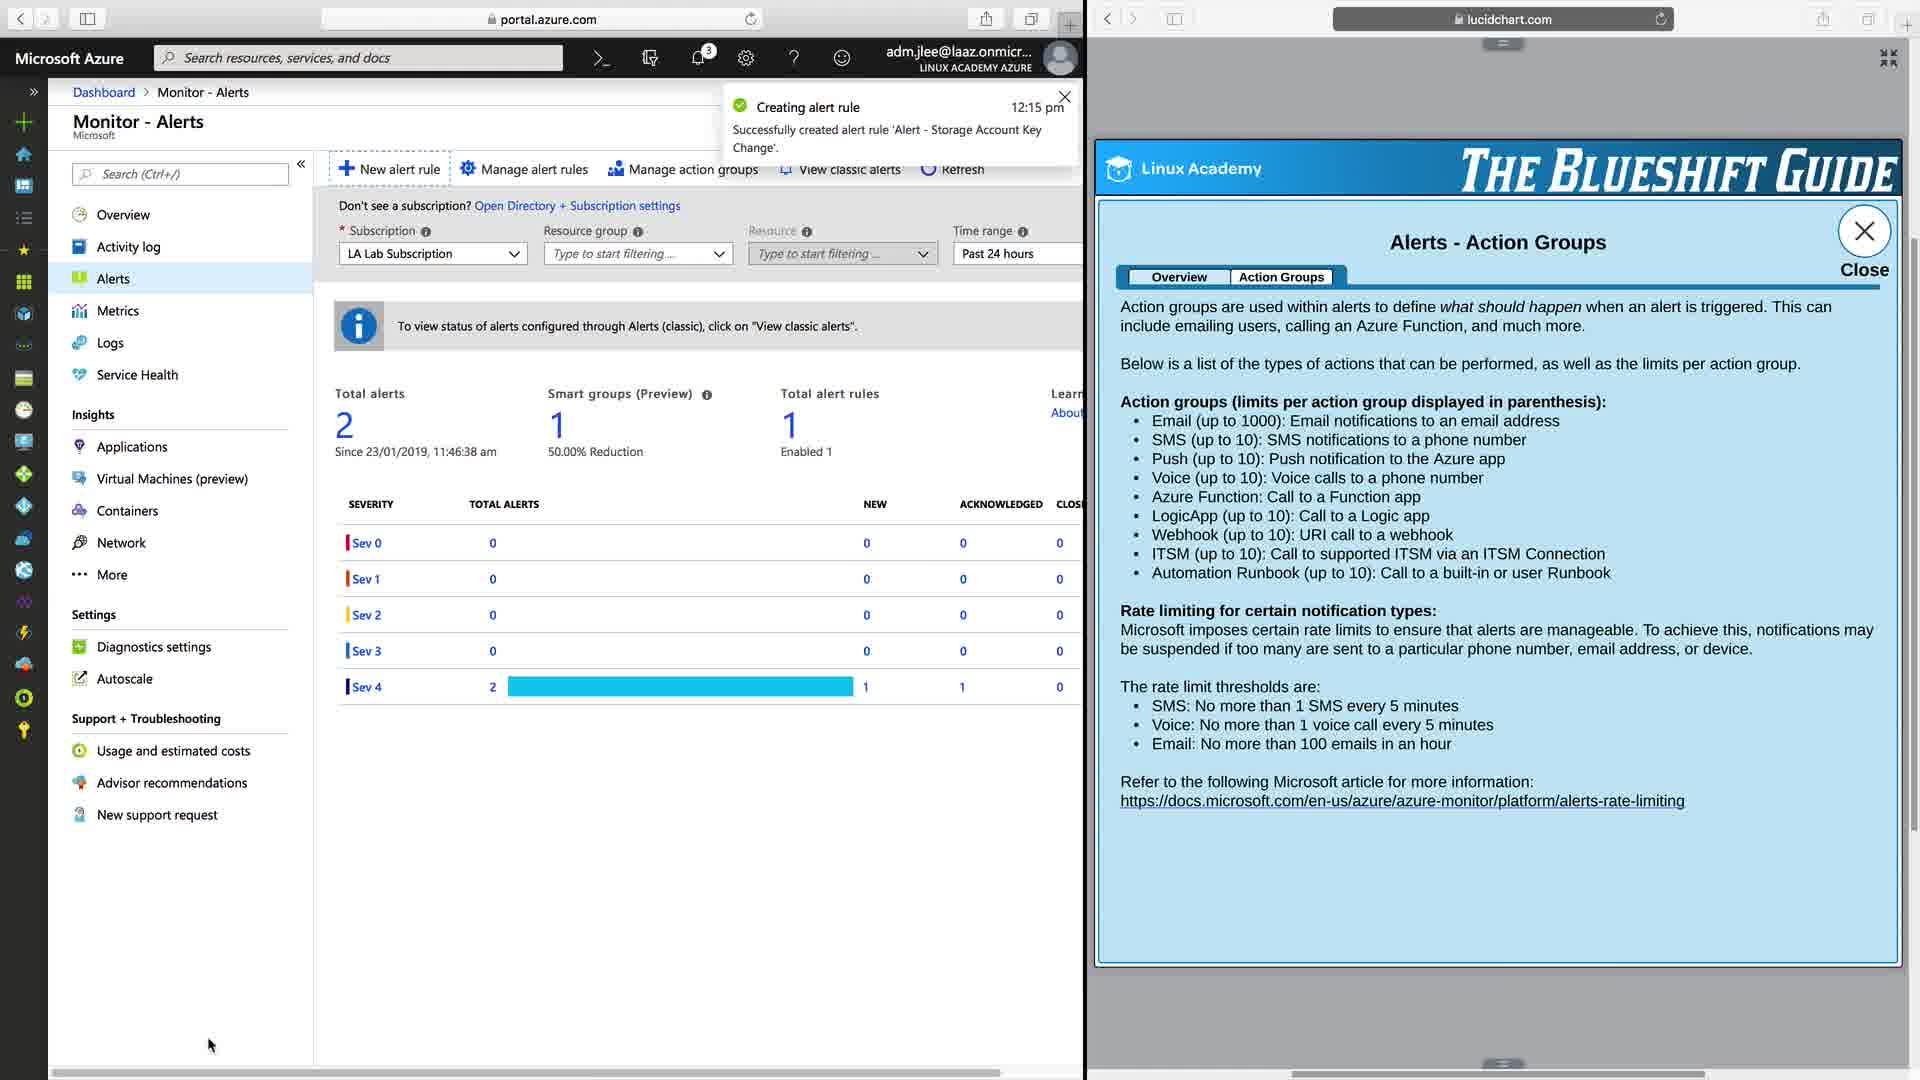 portal.azure.com
Microsoft Azure
Search resources, services, and docs
3
adm.jlee@laaz.onmicr...
LINUX ACADEMY AZURE
Dashboard > Monitor - Alerts
Monitor - Alerts
Microsoft
Creating alert rule 12:15 pm
Successfully created alert rule 'Alert - Storage Account Key
Change'.
Search (Ctrl+/)
Overview
Activity log
Alerts
Metrics
Logs
Service Health
Insights
Applications
Virtual Machines (preview)
Containers
Network
More
Settings
Diagnostics settings
Autoscale
Support + Troubleshooting
Usage and estimated costs
Advisor recommendations
New support request
New alert rule Manage alert rules Manage action groups View classic alerts Refresh
Don't see a subscription? Open Directory + Subscription settings
* Subscription Resource group Resource Time range
LA Lab Subscription Type to start filtering ... Type to start filtering ... Past 24 hours
To view status of alerts configured through Alerts (classic), click on "View classic alerts".
Total alerts Smart groups (Preview) Total alert rules Learn
2 1 1 About
Since 23/01/2019, 11:46:38 am 50.00% Reduction Enabled 1
SEVERITY TOTAL ALERTS NEW ACKNOWLEDGED CLOS
Sev 0 0 0 0 0
Sev 1 0 0 0 0
Sev 2 0 0 0 0
Sev 3 0 0 0 0
Sev 4 2 1 1 0
lucidchart.com
Linux Academy
THE BLUESHIFT GUIDE
Alerts - Action Groups
Close
Overview Action Groups
Action groups are used within alerts to define what should happen when an alert is triggered. This can
include emailing users, calling an Azure Function, and much more.
Below is a list of the types of actions that can be performed, as well as the limits per action group.
Action groups (limits per action group displayed in parenthesis):
• Email (up to 1000): Email notifications to an email address
• SMS (up to 10): SMS notifications to a phone number
• Push (up to 10): Push notification to the Azure app
• Voice (up to 10): Voice calls to a phone number
• Azure Function: Call to a Function app
• LogicApp (up to 10): Call to a Logic app
• Webhook (up to 10): URI call to a webhook
• ITSM (up to 10): Call to supported ITSM via an ITSM Connection
• Automation Runbook (up to 10): Call to a built-in or user Runbook
Rate limiting for certain notification types:
Microsoft imposes certain rate limits to ensure that alerts are manageable. To achieve this, notifications may
be suspended if too many are sent to a particular phone number, email address, or device.
The rate limit thresholds are:
• SMS: No more than 1 SMS every 5 minutes
• Voice: No more than 1 voice call every 5 minutes
• Email: No more than 100 emails in an hour
Refer to the following Microsoft article for more information:
https://docs.microsoft.com/en-us/azure/azure-monitor/platform/alerts-rate-limiting